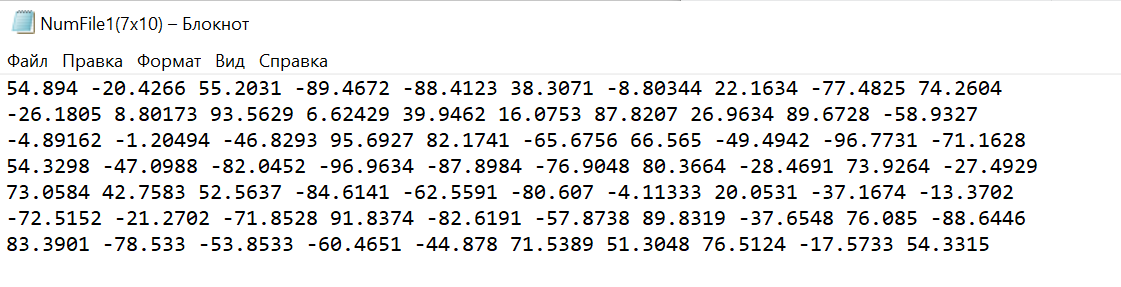 NumFile1(7x10) – Блокнот
Файл Правка Формат Вид Справка
54.894 -20.4266 55.2031 -89.4672 -88.4123 38.3071 -8.80344 22.1634 -77.4825 74.2604
-26.1805 8.80173 93.5629 6.62429 39.9462 16.0753 87.8207 26.9634 89.6728 -58.9327
-4.89162 -1.20494 -46.8293 95.6927 82.1741 -65.6756 66.565 -49.4942 -96.7731 -71.1628
54.3298 -47.0988 -82.0452 -96.9634 -87.8984 -76.9048 80.3664 -28.4691 73.9264 -27.4929
73.0584 42.7583 52.5637 -84.6141 -62.5591 -80.607 -4.11333 20.0531 -37.1674 -13.3702
-72.5152 -21.2702 -71.8528 91.8374 -82.6191 -57.8738 89.8319 -37.6548 76.085 -88.6446
83.3901 -78.533 -53.8533 -60.4651 -44.878 71.5389 51.3048 76.5124 -17.5733 54.3315